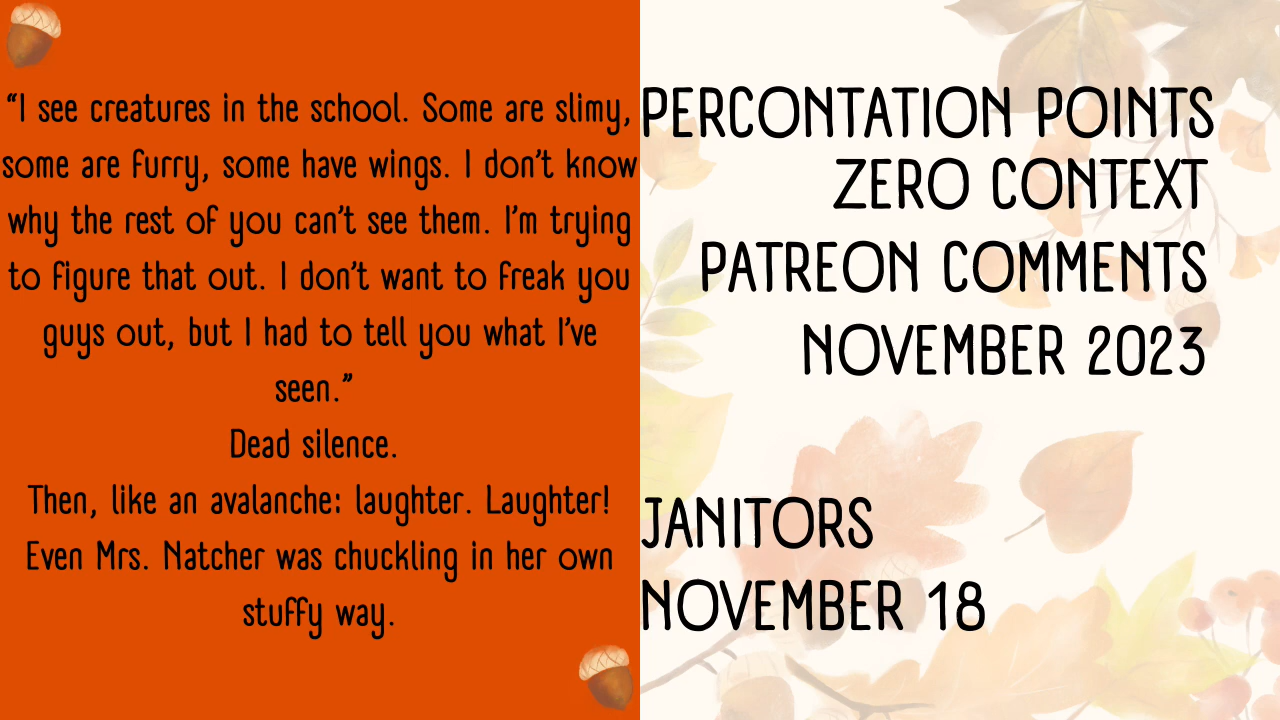 “I see creatures in the school. Some are slimy,
some are furry, some have wings. I don’t know
why the rest of you can’t see them. I’m trying
to figure that out. I don’t want to freak you
guys out, but I had to tell you what I’ve
seen.”
Dead silence.
Then, like an avalanche: laughter. Laughter!
Even Mrs. Natcher was chuckling in her own
stuffy way.
PERCONTATION POINTS
ZERO CONTEXT
PATREON COMMENTS
NOVEMBER 2023
JANITORS
NOVEMBER 18